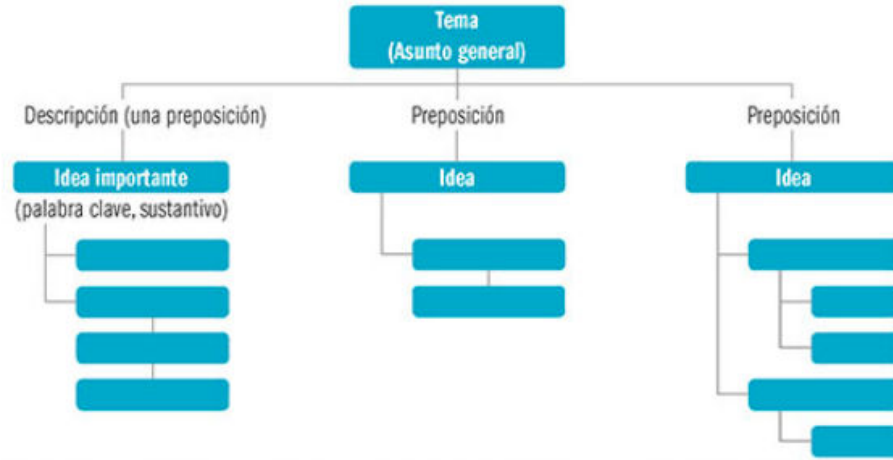 Tema
(Asunto general)
Descripción (una preposición)
Preposición
Preposición
Idea importante
Idea
Idea
(palabra clave, sustantivo)